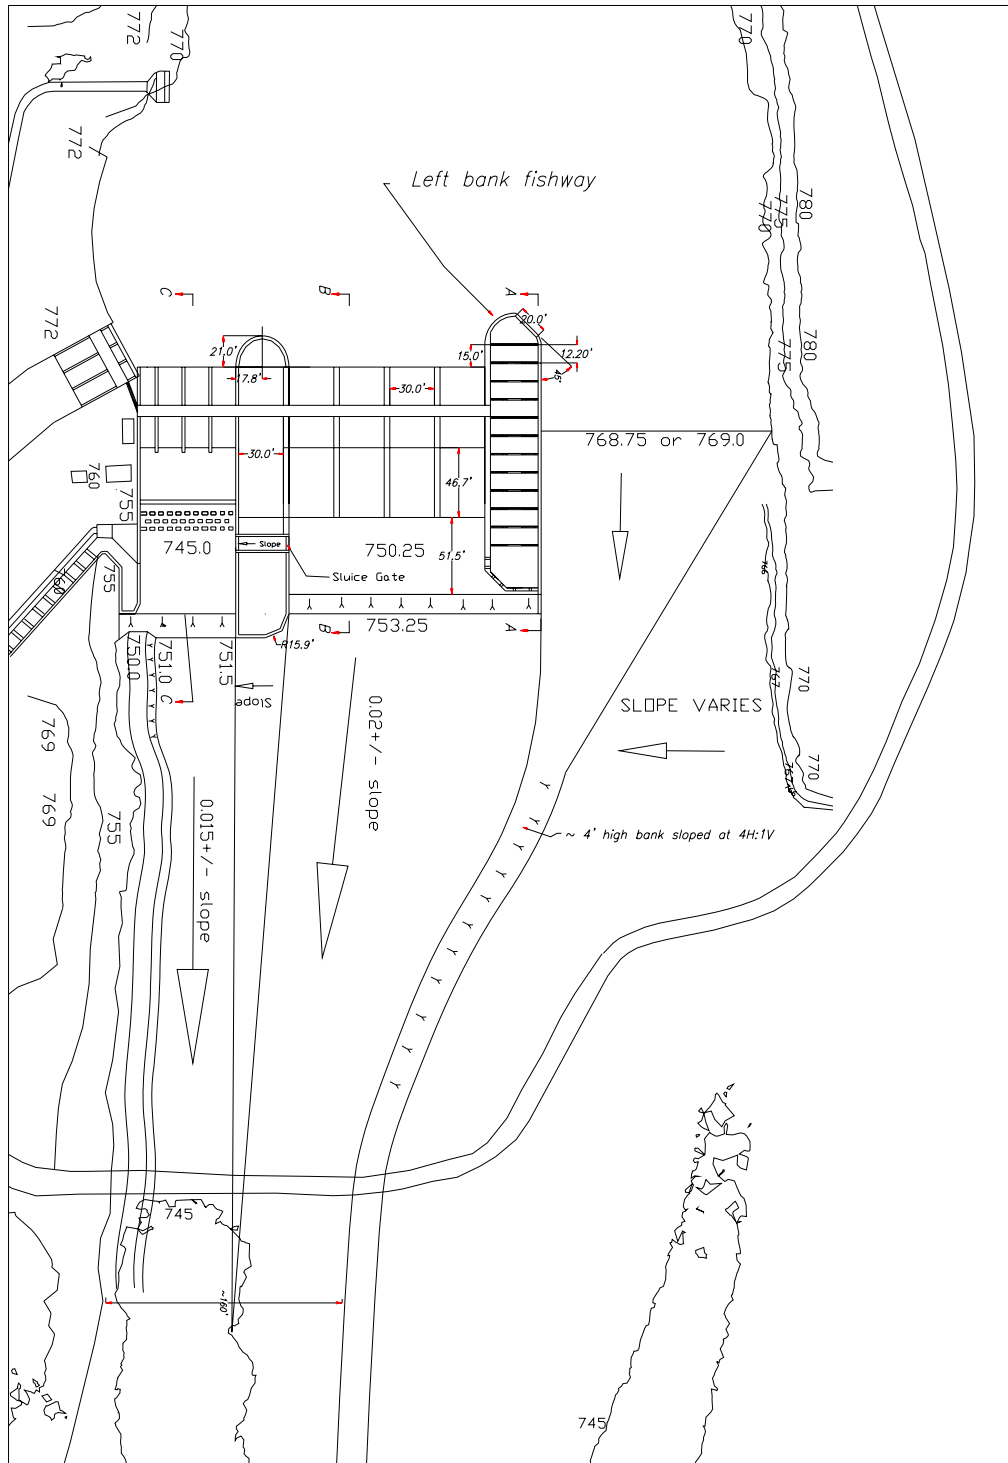 772
770
770
772
Left bank fishway
780
775
770
C
B
A
20.0'
772
21.0'
15.0'
12.20'
780
775
17.8'
30.0'
45°
768.75 or 769.0
30.0'
46.7'
760
755
745.0
Slope
750.25
51.5'
Sluice Gate
766
755
760
753.25
B
A
R15.9'
750.0
751.0
751.5
C
Slope
767
770
SLOPE VARIES
769
0.02+/- slope
770
769
755
0.015+/- slope
~ 4' high bank sloped at 4H:1V
745
~160'
745